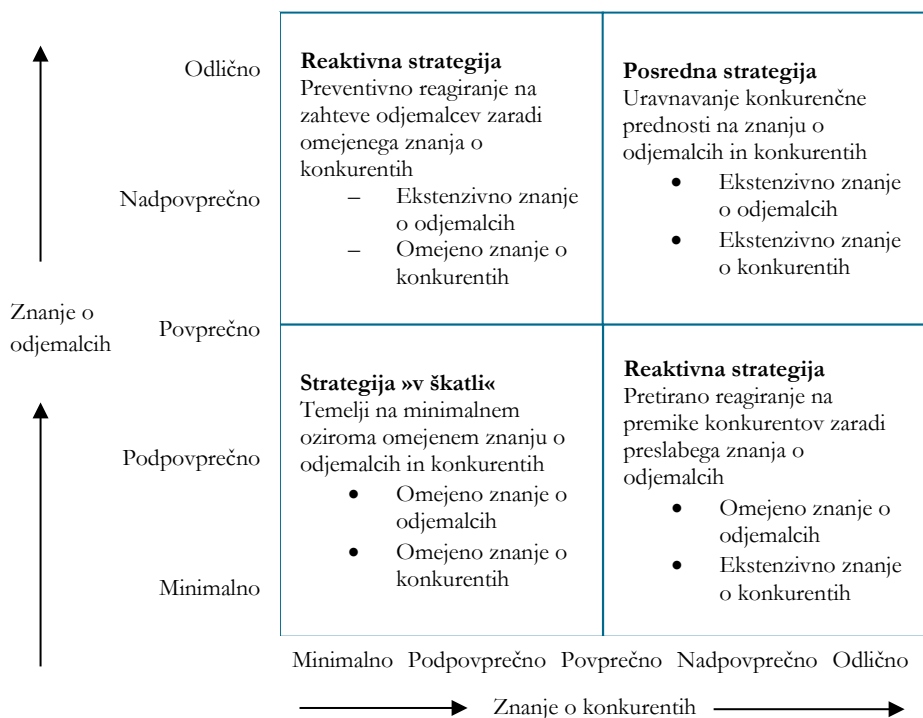 Odlično
Nadpovprečno
Znanje o
odjemalcih
Povprečno
Podpovprečno
Minimalno
Reaktivna strategija
Preventivno reagiranje na
zahteve odjemalcev zaradi
omejenega znanja o
konkurentih
– Ekstenzivno znanje
o odjemalcih
– Omejeno znanje o
konkurentih
Posredna strategija
Uravnavanje konkurenčne
prednosti na znanju o
odjemalcih in konkurentih
• Ekstenzivno znanje
o odjemalcih
• Ekstenzivno znanje
o konkurentih
Strategija »v škatli«
Temelji na minimalnem
oziroma omejenem znanju o
odjemalcih in konkurentih
• Omejeno znanje o
odjemalcih
• Omejeno znanje o
konkurentih
Reaktivna strategija
Pretirano reagiranje na
premike konkurentov zaradi
preslabega znanja o
odjemalcih
• Omejeno znanje o
odjemalcih
• Ekstenzivno znanje
o konkurentih
Minimalno Podpovprečno Povprečno Nadpovprečno Odlično
Znanje o konkurentih